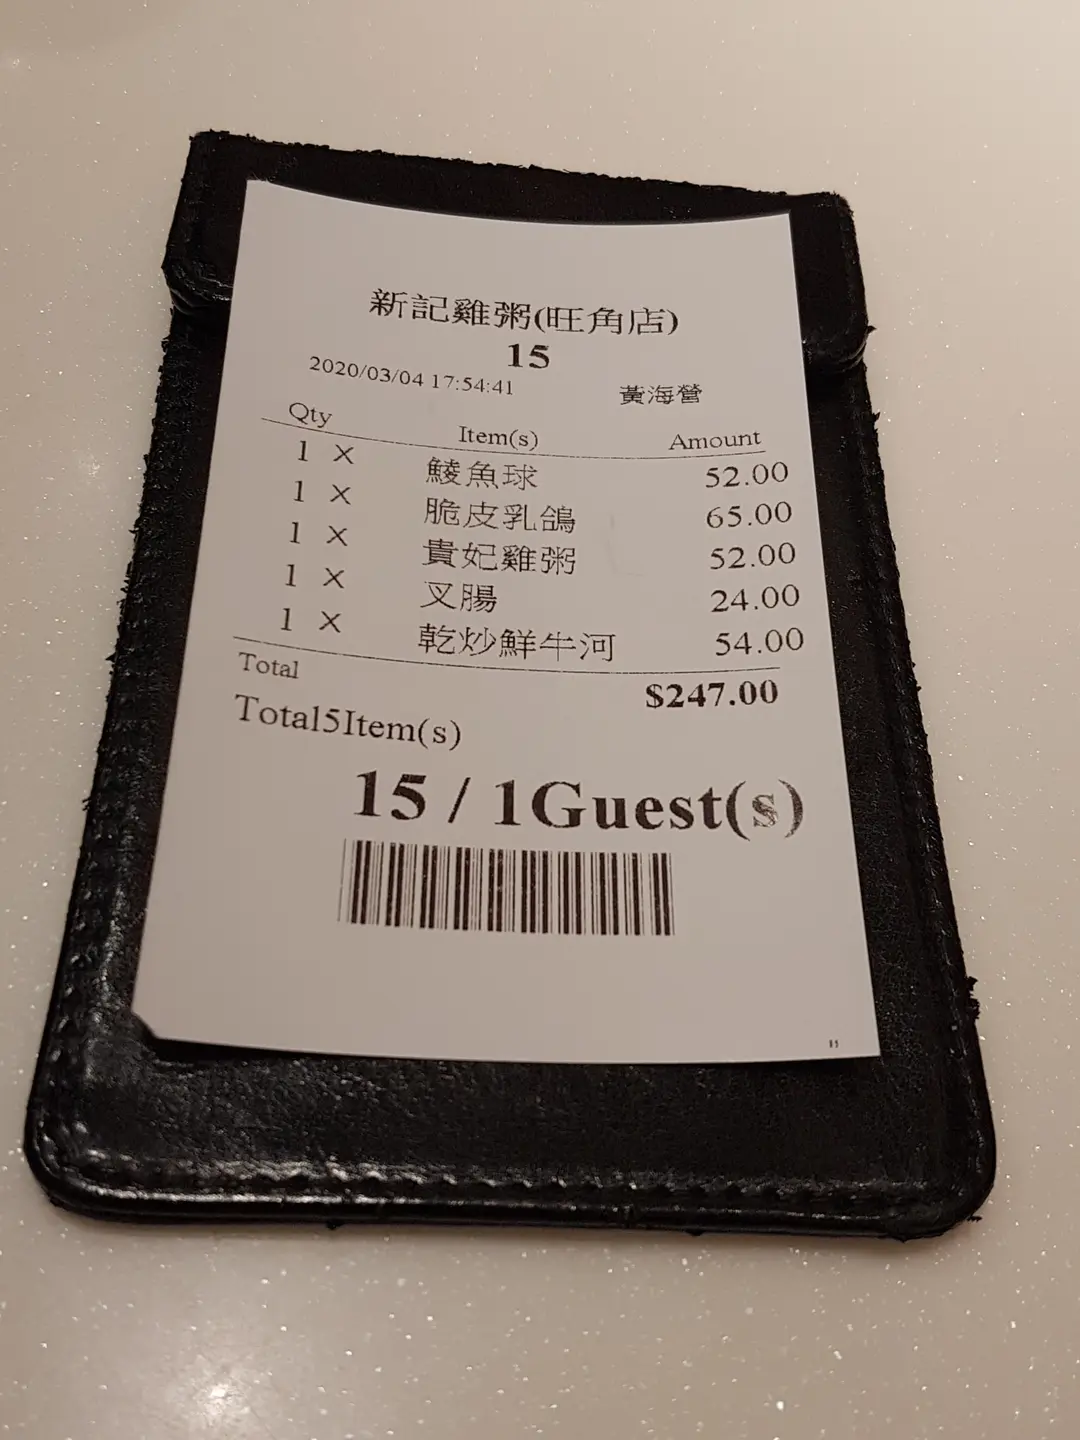 新記雞粥(旺角店)
15
2020/03/04 17:54:41 黃海營
Qty Item(s) Amount
1 × 鯪魚球 52.00
1 × 脆皮乳鴿 65.00
1 × 貴妃雞粥 52.00
1 × 叉腸 24.00
1 × 乾炒鮮牛河 54.00
Total $247.00
Total5Item(s)
15 / 1Guest(s)